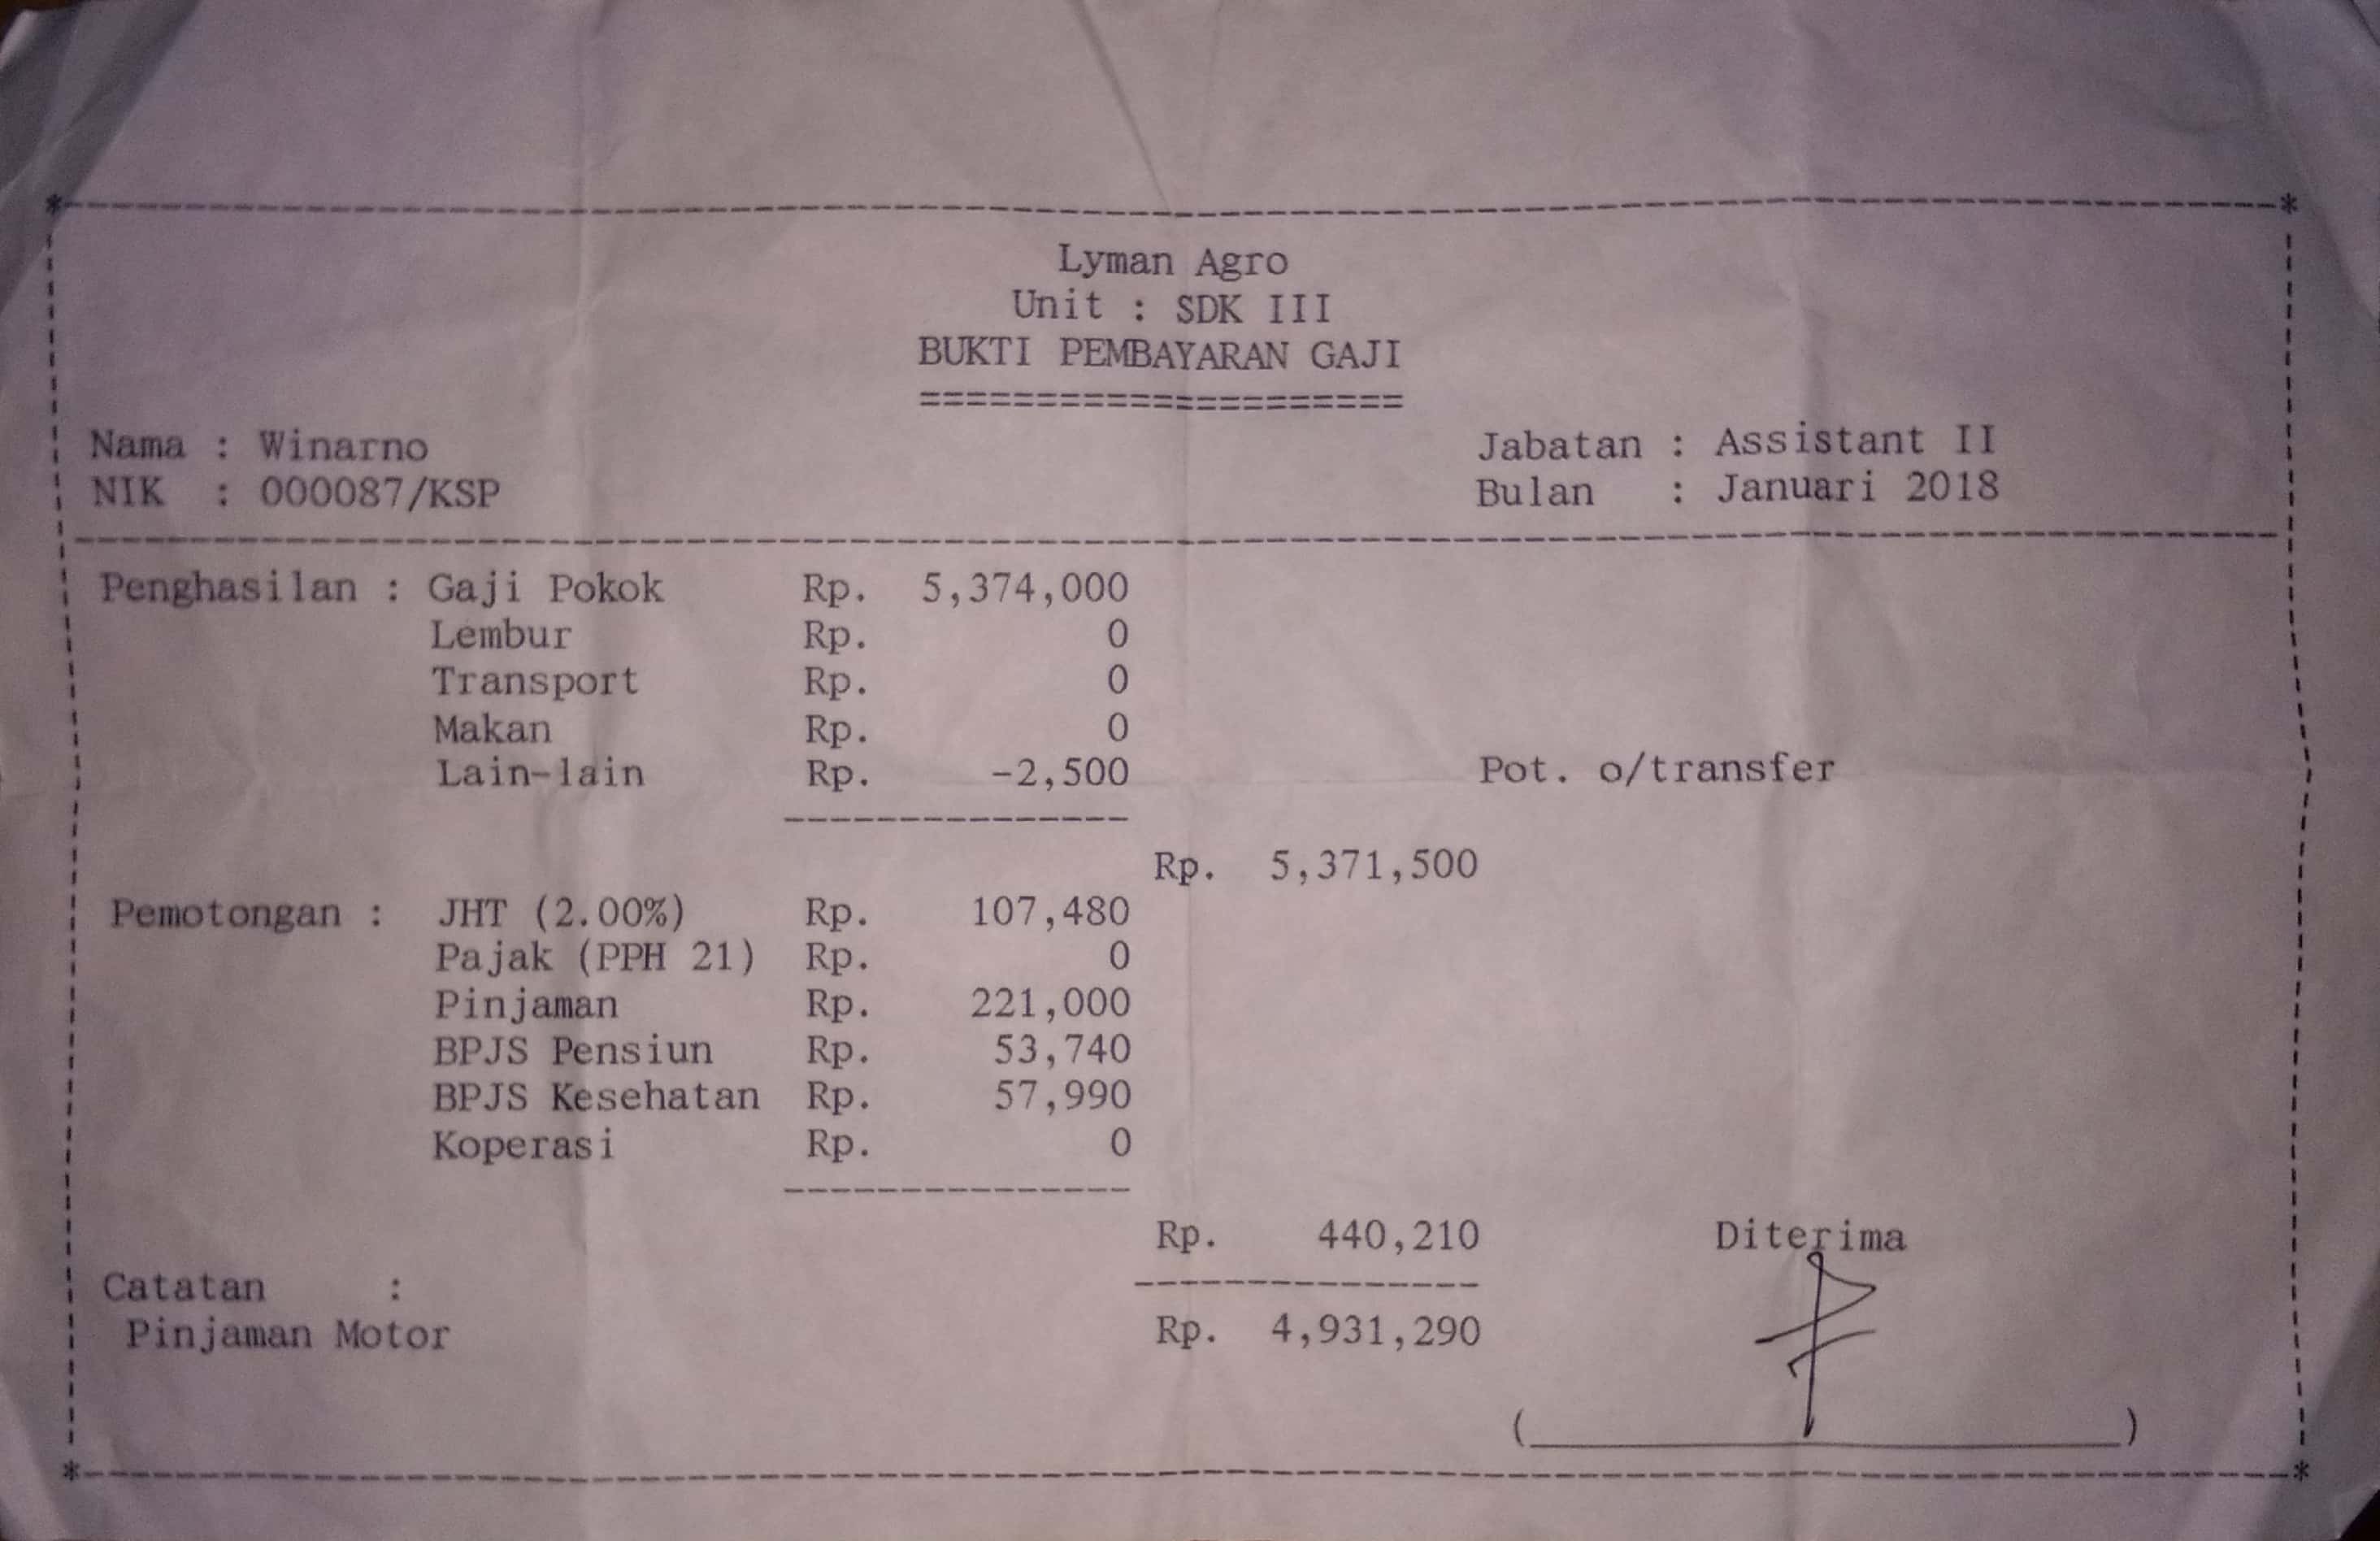 Lyman Agro
Unit : SDK III
BUKTI PEMBAYARAN GAJI
=====================
Nama : Winarno Jabatan : Assistant II
NIK : 000087/KSP Bulan : Januari 2018
Penghasilan : Gaji Pokok Rp. 5,374,000
Lembur Rp. 0
Transport Rp. 0
Makan Rp. 0
Lain-lain Rp. -2,500 Pot. o/transfer
Rp. 5,371,500
Pemotongan : JHT (2.00%) Rp. 107,480
Pajak (PPH 21) Rp. 0
Pinjaman Rp. 221,000
BPJS Pensiun Rp. 53,740
BPJS Kesehatan Rp. 57,990
Koperasi Rp. 0
Rp. 440,210 Diterima
Catatan :
Pinjaman Motor Rp. 4,931,290
(                    )